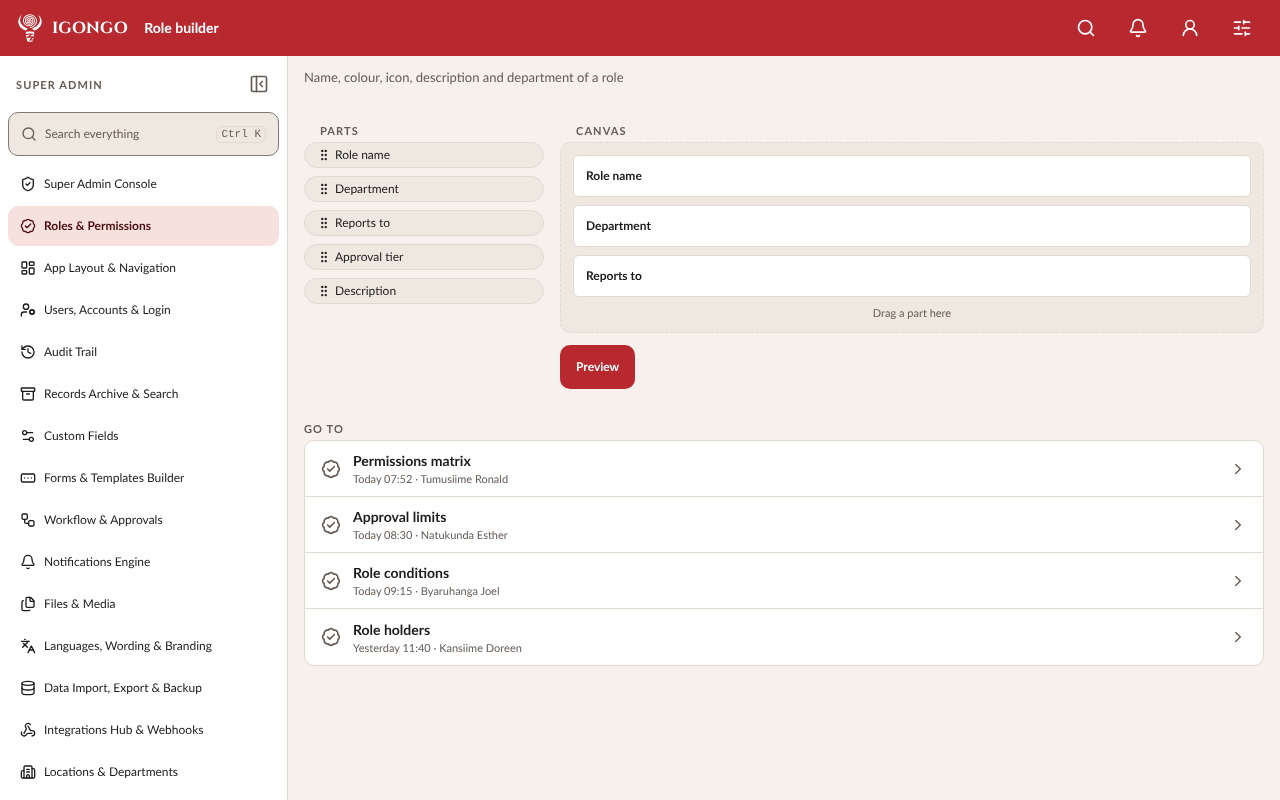 IGONGO
Role builder
SUPER ADMIN
Search everything
Ctrl K
Super Admin Console
Roles & Permissions
App Layout & Navigation
Users, Accounts & Login
Audit Trail
Records Archive & Search
Custom Fields
Forms & Templates Builder
Workflow & Approvals
Notifications Engine
Files & Media
Languages, Wording & Branding
Data Import, Export & Backup
Integrations Hub & Webhooks
Locations & Departments
Name, colour, icon, description and department of a role
PARTS
Role name
Department
Reports to
Approval tier
Description
CANVAS
Role name
Department
Reports to
Drag a part here
Preview
GO TO
Permissions matrix
Today 07:52 · Tumusiime Ronald
Approval limits
Today 08:30 · Natukunda Esther
Role conditions
Today 09:15 · Byaruhanga Joel
Role holders
Yesterday 11:40 · Kansiime Doreen